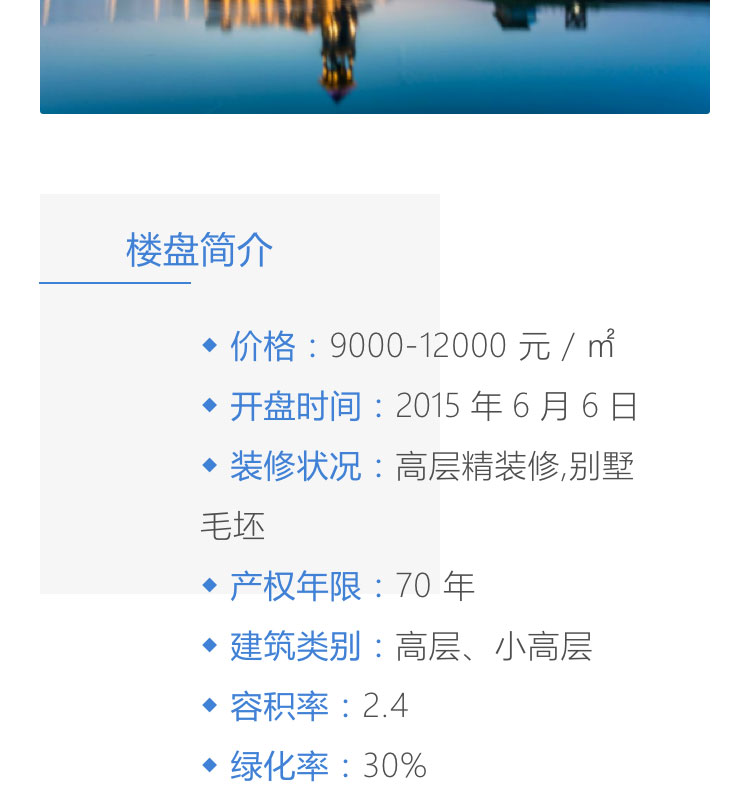 楼盘简介
◆ 价格：9000-12000 元 / ㎡
◆ 开盘时间：2015 年 6 月 6 日
◆ 装修状况：高层精装修,别墅
毛坯
◆ 产权年限：70 年
◆ 建筑类别：高层、小高层
◆ 容积率：2.4
◆ 绿化率：30%